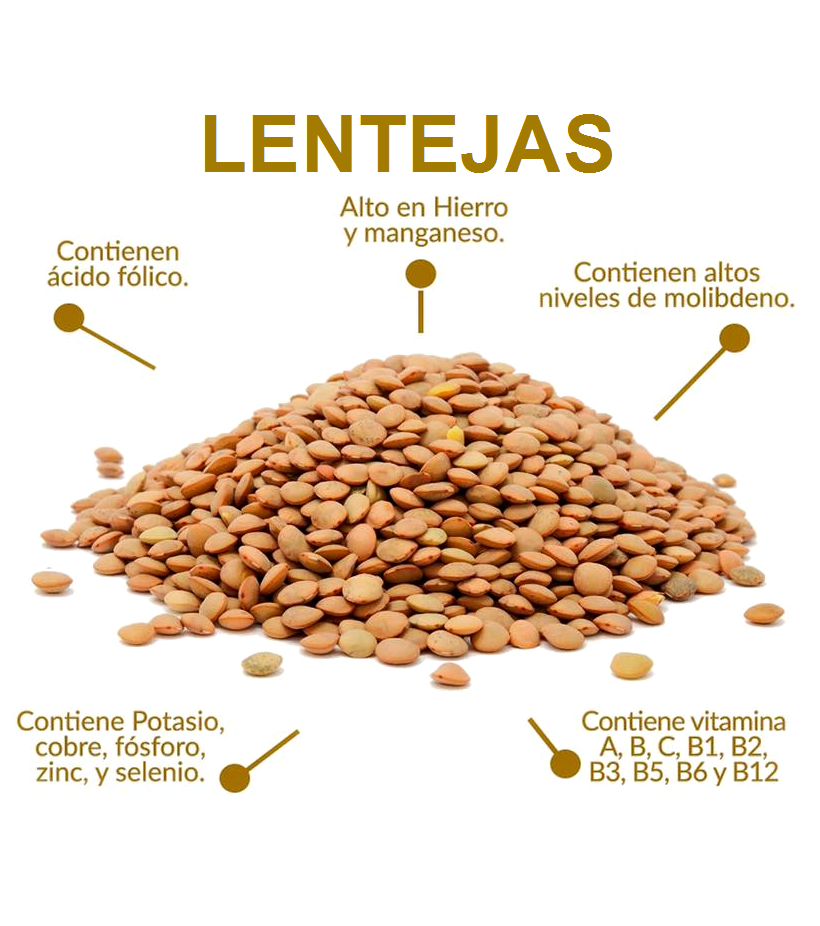 LENTEJAS
Alto en Hierro
y manganeso.
Contienen
ácido fólico.
Contienen altos
niveles de molibdeno.
Contiene Potasio,
cobre, fósforo,
zinc, y selenio.
Contiene vitamina
A, B, C, B1, B2,
B3, B5, B6 y B12